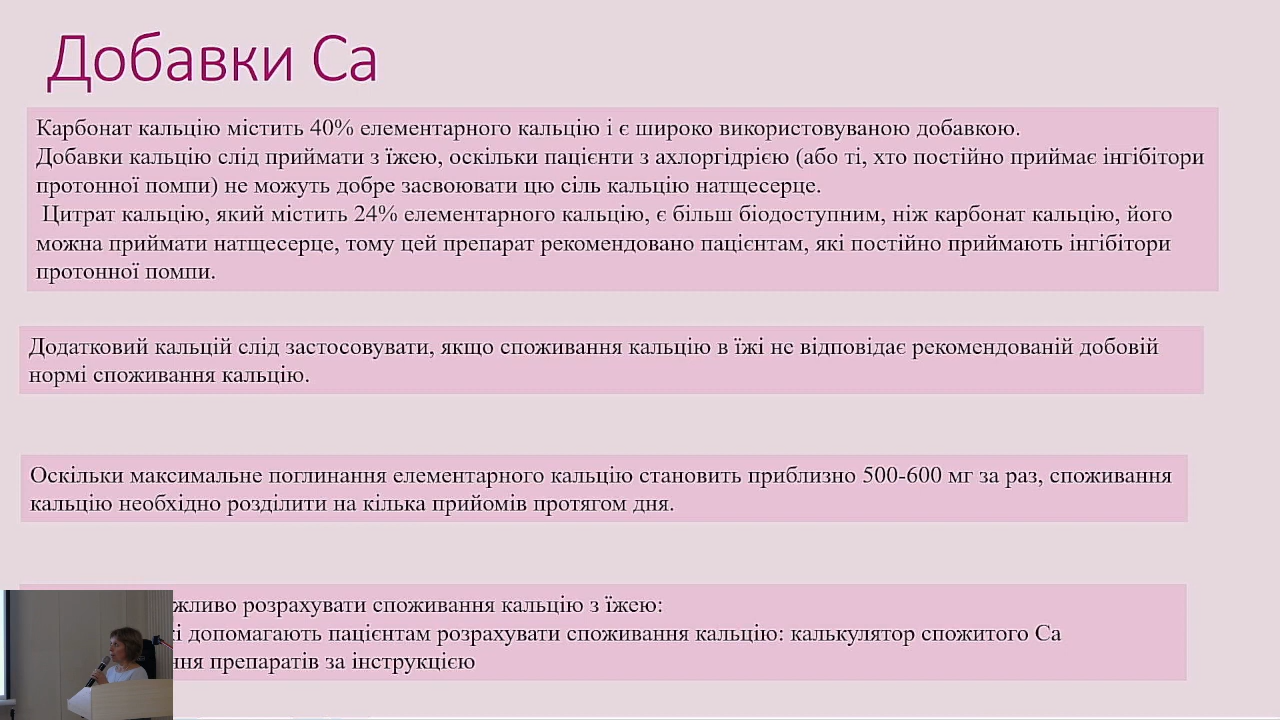 Добавки Са
Карбонат кальцію містить 40% елементарного кальцію і є широко використовуваною добавкою.
Добавки кальцію слід приймати з їжею, оскільки пацієнти з ахлоргідрією (або ті, хто постійно приймає інгібітори
протонної помпи) не можуть добре засвоювати цю сіль кальцію натщесерце.
Цитрат кальцію, який містить 24% елементарного кальцію, є більш біодоступним, ніж карбонат кальцію, його
можна приймати натщесерце, тому цей препарат рекомендовано пацієнтам, які постійно приймають інгібітори
протонної помпи.
Додатковий кальцій слід застосовувати, якщо споживання кальцію в їжі не відповідає рекомендованій добовій
нормі споживання кальцію.
Оскільки максимальне поглинання елементарного кальцію становить приблизно 500-600 мг за раз, споживання
кальцію необхідно розділити на кілька прийомів протягом дня.
розрахувати споживання кальцію з їжею:
допомагають пацієнтам розрахувати споживання кальцію: калькулятор спожитого Са
препаратів за інструкцією